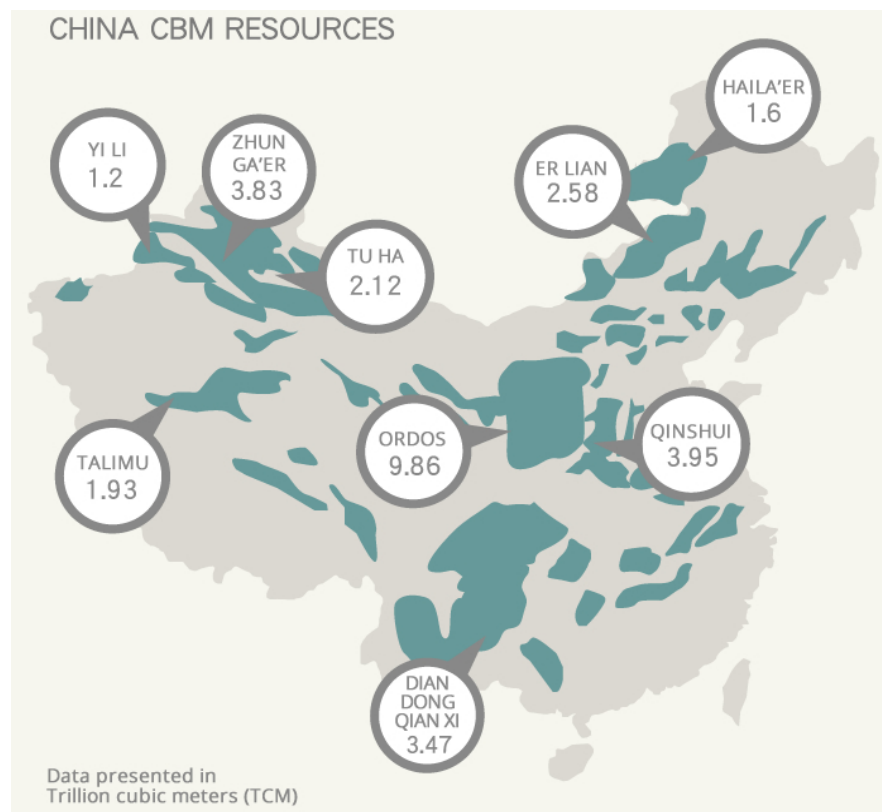 CHINA CBM RESOURCES
HAILA'ER
1.6
YI LI
1.2
ZHUN
GA'ER
3.83
ER LIAN
2.58
TU HA
2.12
ORDOS
9.86
QINSHUI
3.95
TALIMU
1.93
DIAN
DONG
QIAN XI
3.47
Data presented in
Trillion cubic meters (TCM)